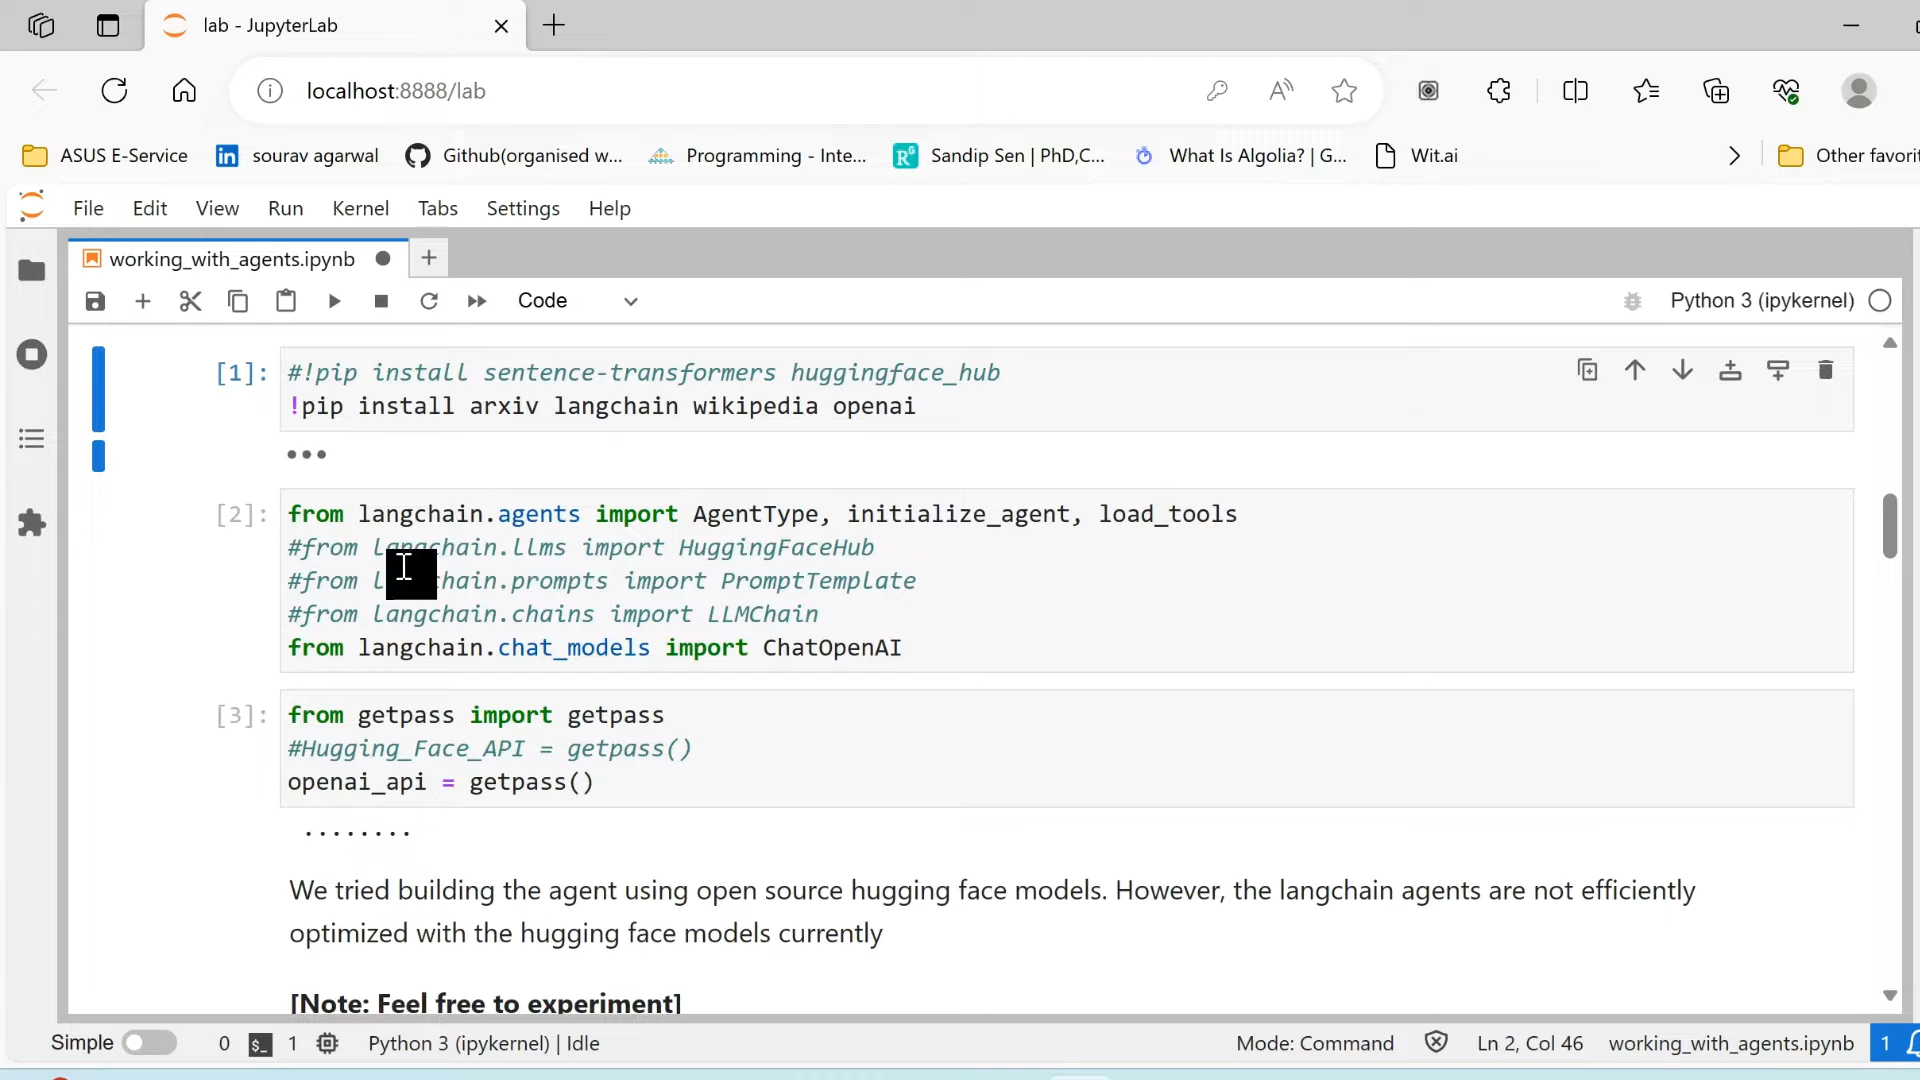 lab - JupyterLab
localhost:8888/lab
ASUS E-Service
sourav agarwal
Github(organised w...
Programming - Inte...
Sandip Sen | PhD,C...
What Is Algolia? | G...
Wit.ai
Other favori
File Edit View Run Kernel Tabs Settings Help
working_with_agents.ipynb
Code
Python 3 (ipykernel)
[1]: #!pip install sentence-transformers huggingface_hub
!pip install arxiv langchain wikipedia openai
[2]: from langchain.agents import AgentType, initialize_agent, load_tools
#from langchain.llms import HuggingFaceHub
#from l chain.prompts import PromptTemplate
#from langchain.chains import LLMChain
from langchain.chat_models import ChatOpenAI
[3]: from getpass import getpass
#Hugging_Face_API = getpass()
openai_api = getpass()
........
We tried building the agent using open source hugging face models. However, the langchain agents are not efficiently
optimized with the hugging face models currently
[Note: Feel free to experiment]
Simple 0 $_ 1 Python 3 (ipykernel) | Idle Mode: Command Ln 2, Col 46 working_with_agents.ipynb 1